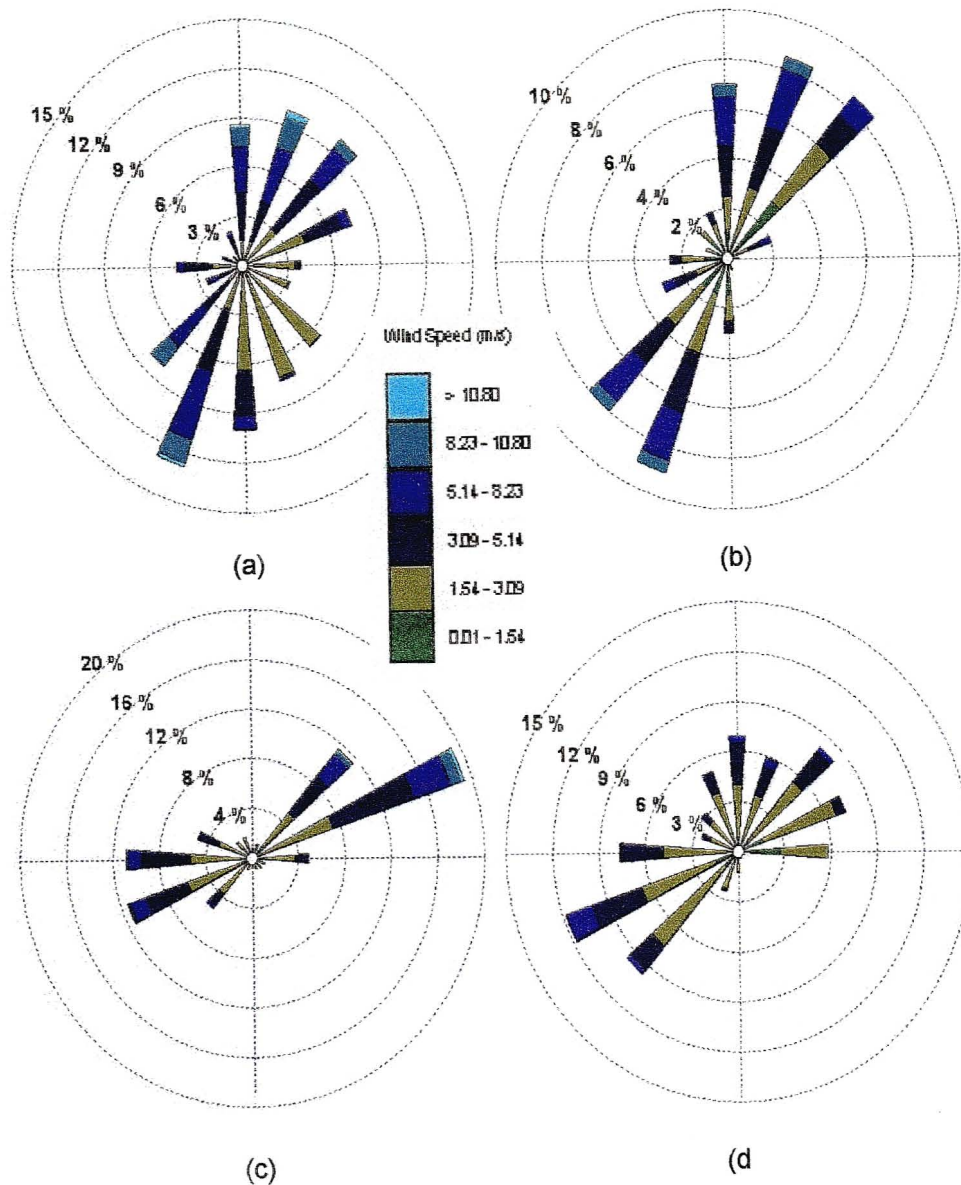 15 %
12 %
9 %
6 %
3 %
10 %
8 %
6 %
4 %
2 %
(a)
(b)
Wind Speed (m/s)
> 10.80
8.23 - 10.80
5.14 - 8.23
3.09 - 5.14
1.54 - 3.09
0.01 - 1.54
20 %
16 %
12 %
8 %
4 %
15 %
12 %
9 %
6 %
3 %
(c)
(d